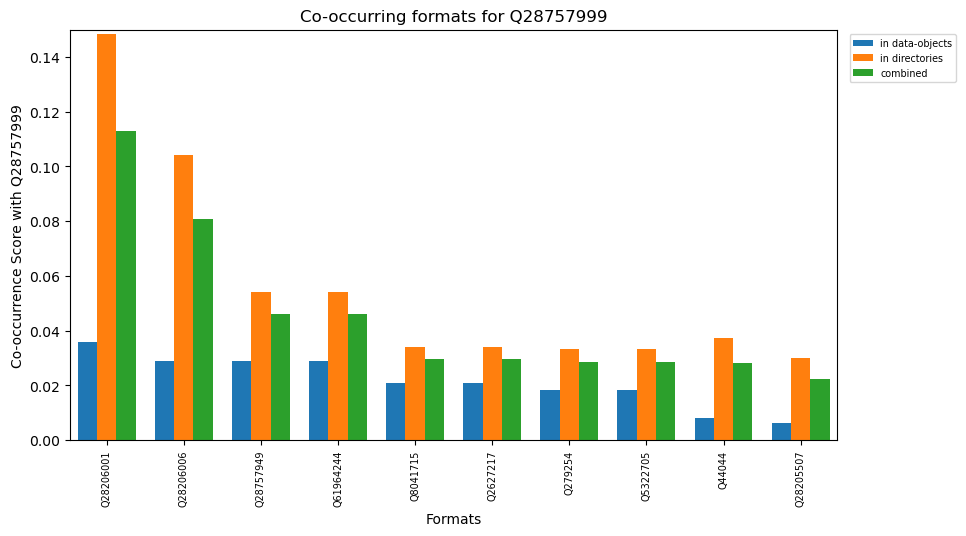 Co-occurring formats for Q28757999
in data-objects
in directories
combined
Co-occurrence Score with Q28757999
0.14
0.12
0.10
0.08
0.06
0.04
0.02
0.00
Q28206001
Q28206006
Q28757949
Q61964244
Q8041715
Q2627217
Q279254
Q5322705
Q44044
Q28205507
Formats